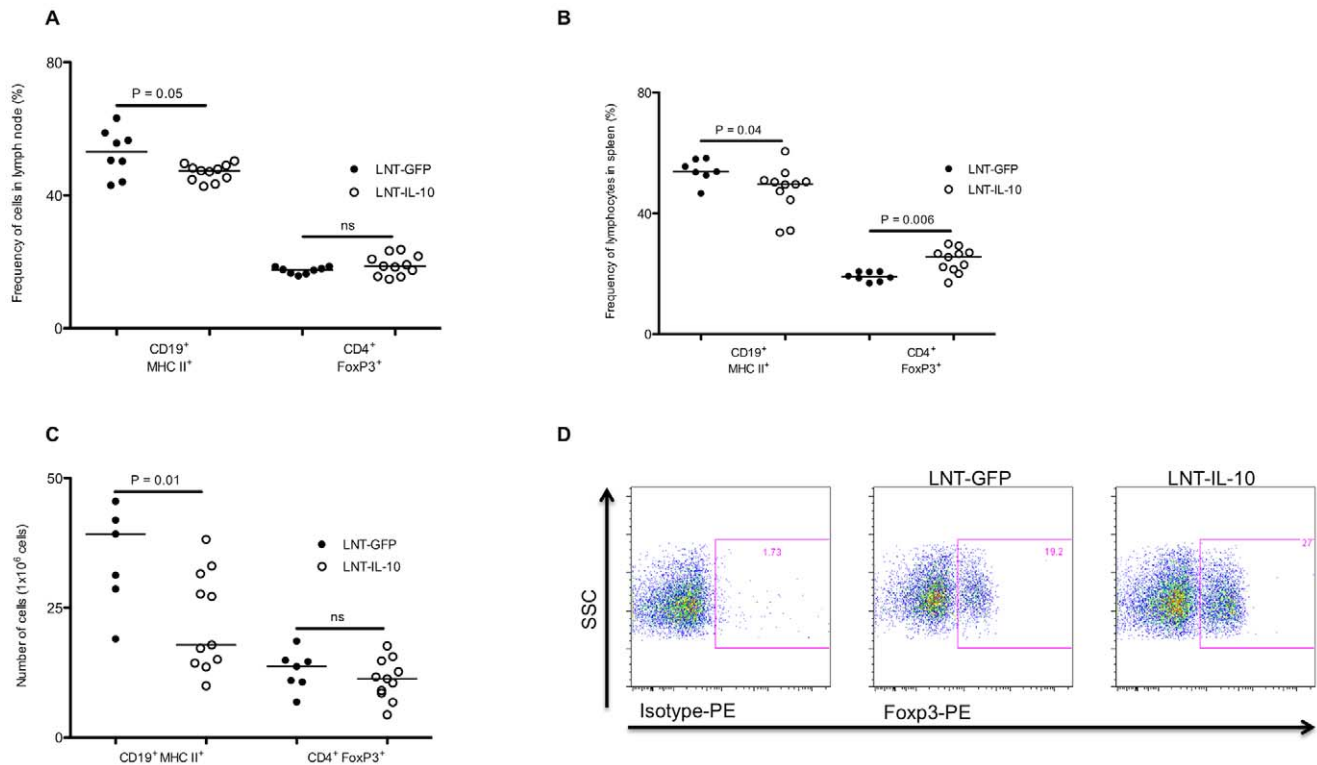 A
Frequency of cells in lymph node (%)
80
40
0
P = 0.05
ns
LNT-GFP
LNT-IL-10
CD19⁺
MHC II⁺
CD4⁺
FoxP3⁺
B
Frequency of lymphocytes in spleen (%)
80
40
0
P = 0.04
P = 0.006
LNT-GFP
LNT-IL-10
CD19⁺
MHC II⁺
CD4⁺
FoxP3⁺
C
Number of cells (1x10⁶ cells)
50
25
0
P = 0.01
ns
LNT-GFP
LNT-IL-10
CD19⁺ MHC II⁺
CD4⁺ FoxP3⁺
D
LNT-GFP
LNT-IL-10
1.73
19.2
27
SSC
Isotype-PE
Foxp3-PE